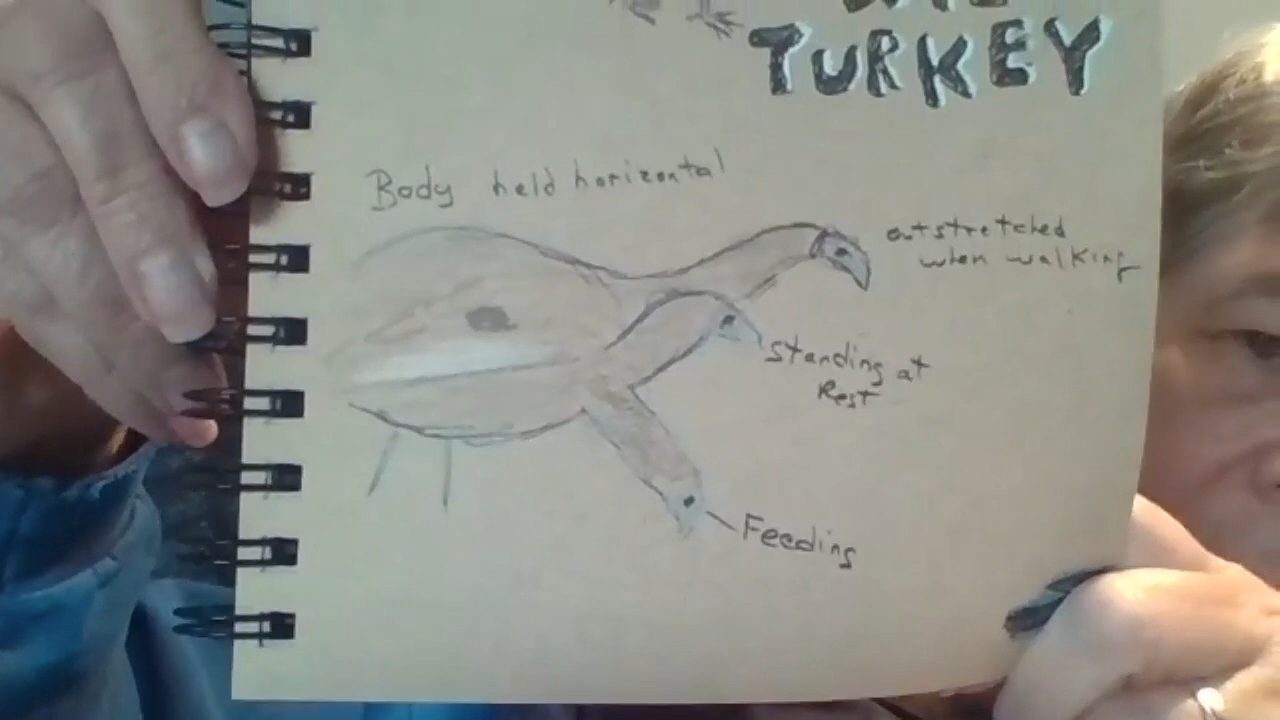 TURKEY
Body held horizontal
outstretched
when walking
Standing at
Rest
Feeding